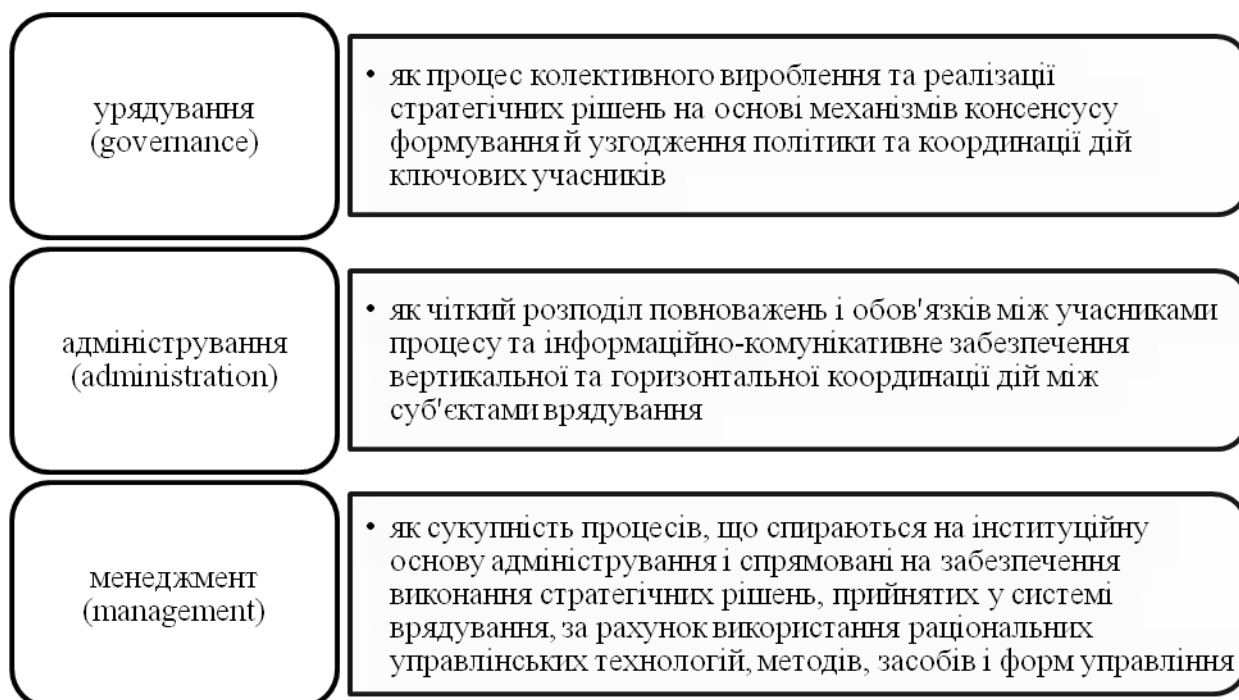 урядування
(governance)
• як процес колективного вироблення та реалізації
стратегічних рішень на основі механізмів консенсусу
формування й узгодження політики та координації дій
ключових учасників
адміністрування
(administration)
• як чіткий розподіл повноважень і обов'язків між учасниками
процесу та інформаційно-комунікативне забезпечення
вертикальної та горизонтальної координації дій між
суб'єктами врядування
менеджмент
(management)
• як сукупність процесів, що спираються на інституційну
основу адміністрування і спрямовані на забезпечення
виконання стратегічних рішень, прийнятих у системі
врядування, за рахунок використання раціональних
управлінських технологій, методів, засобів і форм управління